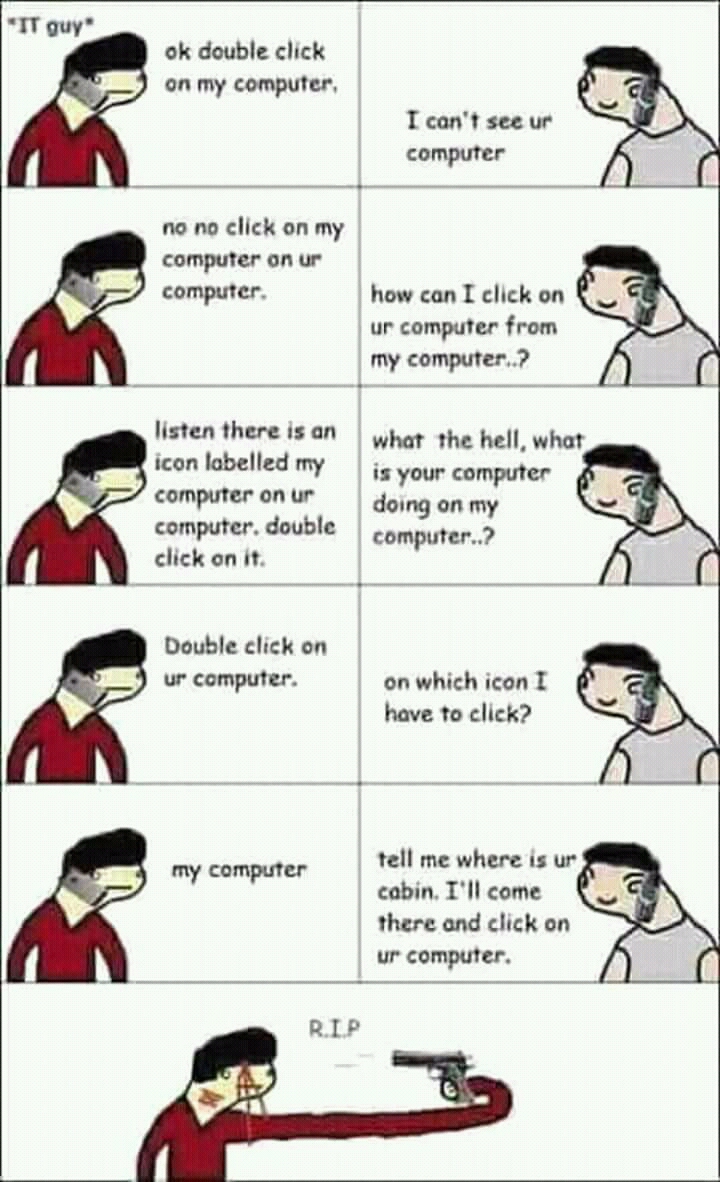 *IT guy*
ok double click
on my computer.
I can't see ur
computer
no no click on my
computer on ur
computer.
how can I click on
ur computer from
my computer..?
listen there is an
icon labelled my
computer on ur
computer. double
click on it.
what the hell, what
is your computer
doing on my
computer..?
Double click on
ur computer.
on which icon I
have to click?
my computer
tell me where is ur
cabin. I'll come
there and click on
ur computer.
R.I.P